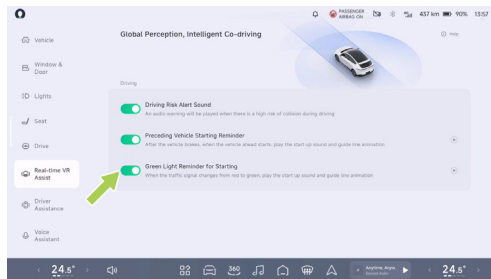 PASSENGER
AIRBAG ON
437 km
90%
13:57
Global Perception, Intelligent Co-driving
Help
Vehicle
Window &
Door
Lights
Seat
Drive
Real-time VR
Assist
Driver
Assistance
Voice
Assistant
Driving
Driving Risk Alert Sound
An audio warning will be played when there is a high risk of collision during driving
Preceding Vehicle Starting Reminder
After the vehicle brakes, when the vehicle ahead starts, play the start up sound and guide line animation
Green Light Reminder for Starting
When the traffic signal changes from red to green, play the start up sound and guide line animation
24.5°
360
24.5°